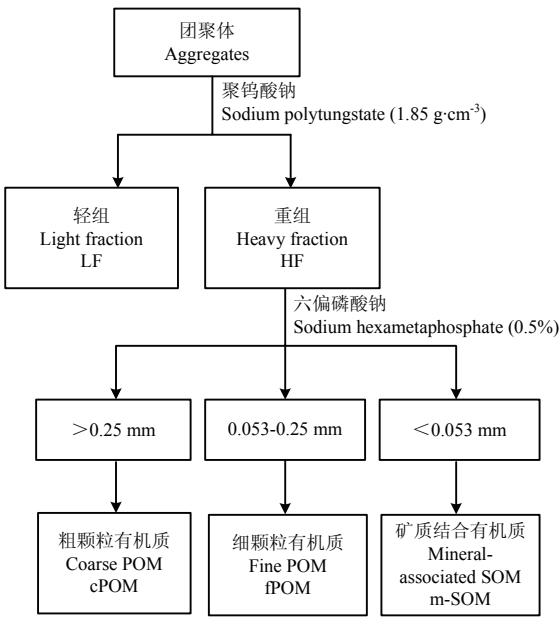 团聚体
Aggregates
聚钨酸钠
Sodium polytungstate (1.85 g·cm⁻³)
轻组
Light fraction
LF
重组
Heavy fraction
HF
六偏磷酸钠
Sodium hexametaphosphate (0.5%)
＞0.25 mm
0.053-0.25 mm
＜0.053 mm
粗颗粒有机质
Coarse POM
cPOM
细颗粒有机质
Fine POM
fPOM
矿质结合有机质
Mineral-
associated SOM
m-SOM